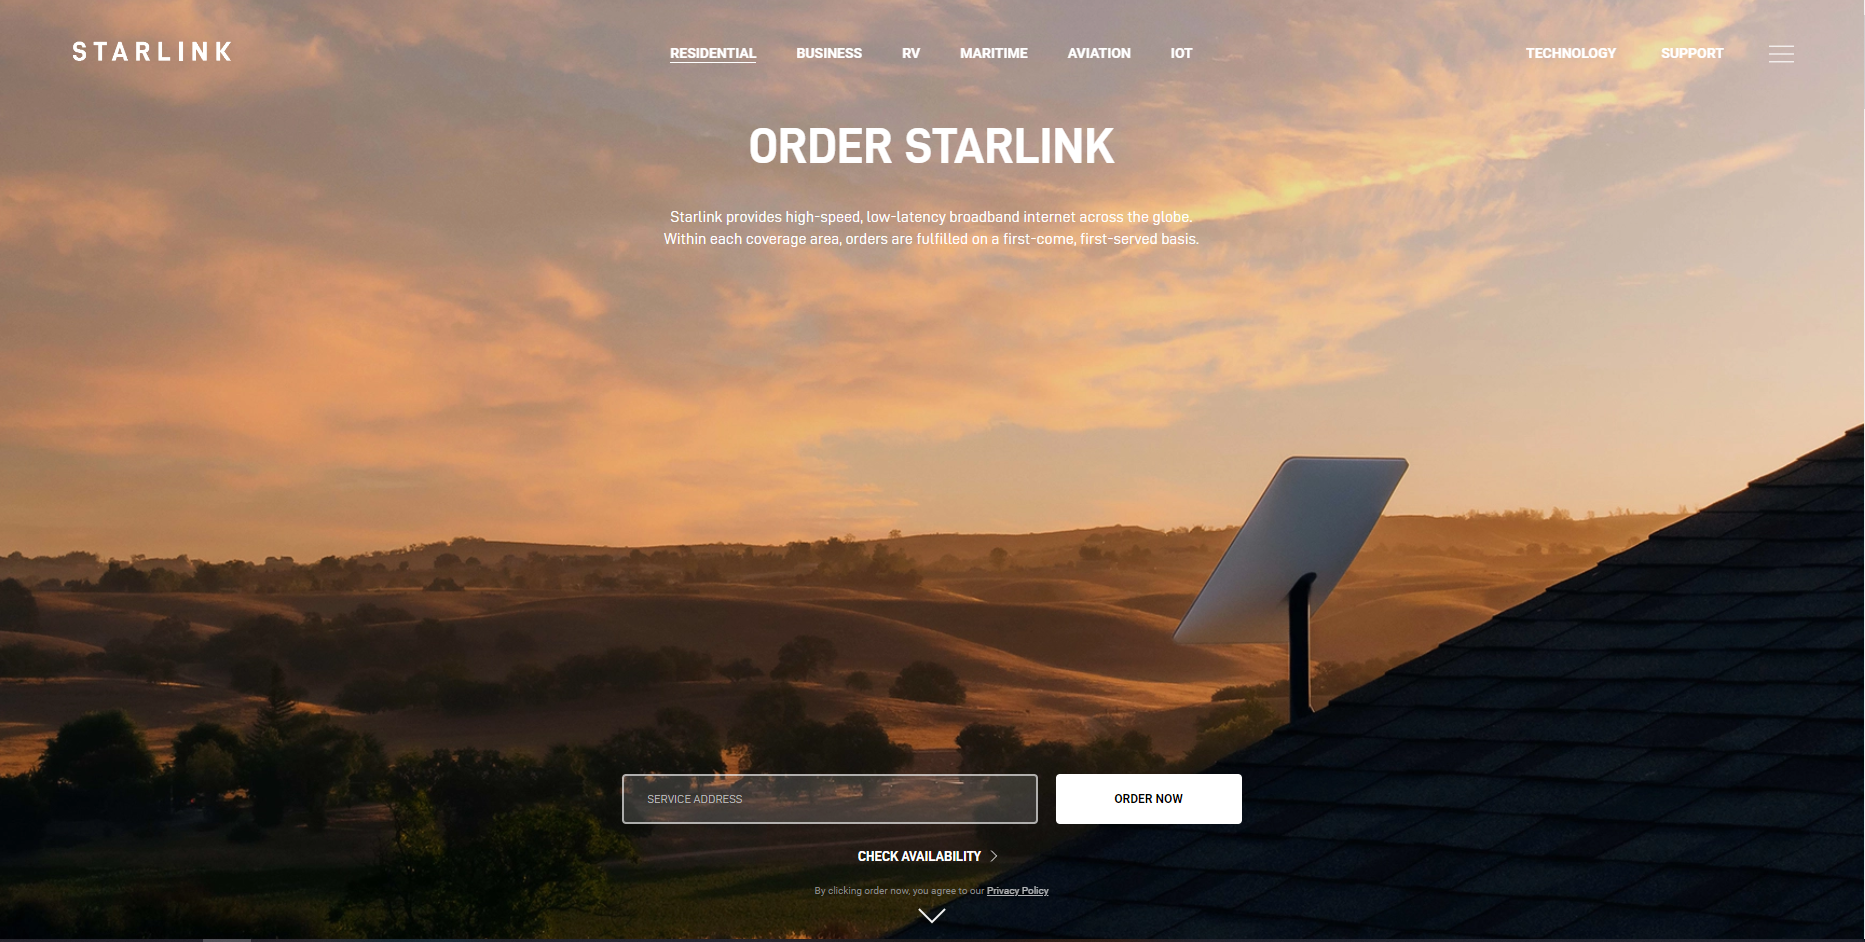 STARLINK
RESIDENTIAL
BUSINESS
RV
MARITIME
AVIATION
IOT
TECHNOLOGY
SUPPORT
ORDER STARLINK
Starlink provides high-speed, low-latency broadband internet across the globe.
Within each coverage area, orders are fulfilled on a first-come, first-served basis.
SERVICE ADDRESS
ORDER NOW
CHECK AVAILABILITY
By clicking order now, you agree to our Privacy Policy